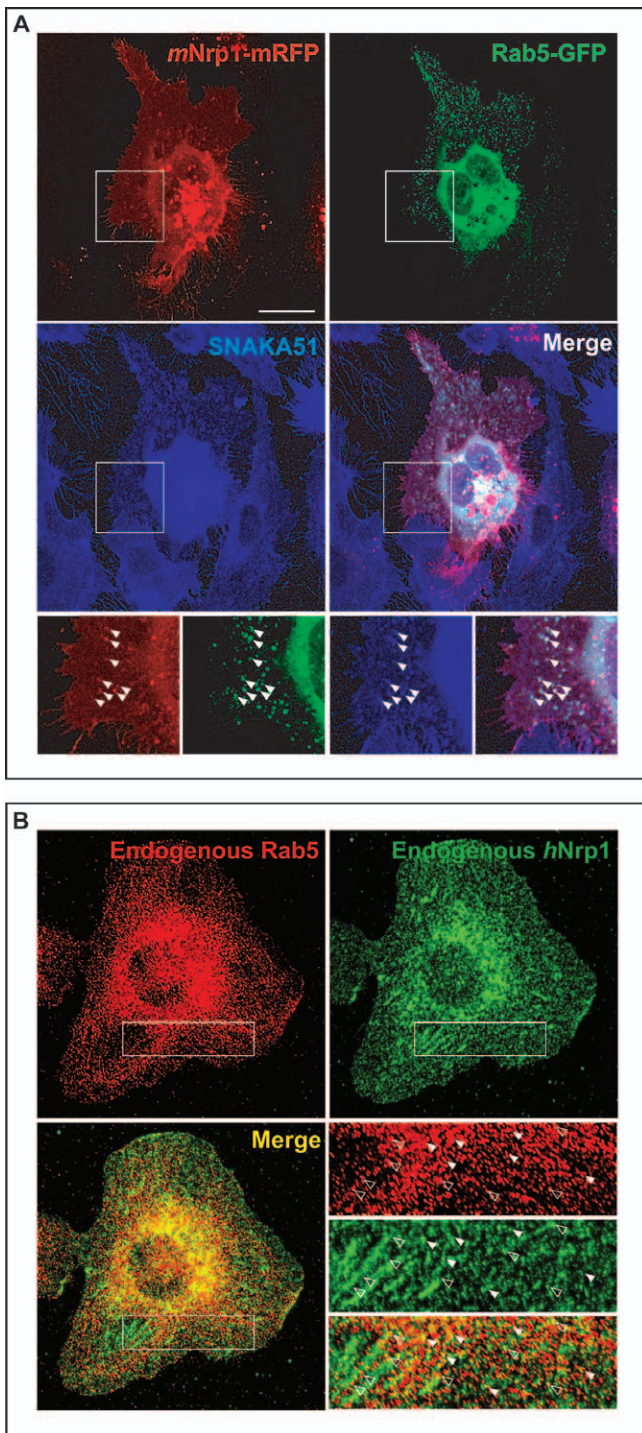 A
mNrp1-mRFP
Rab5-GFP
SNAKA51
Merge
B
Endogenous Rab5
Endogenous hNrp1
Merge